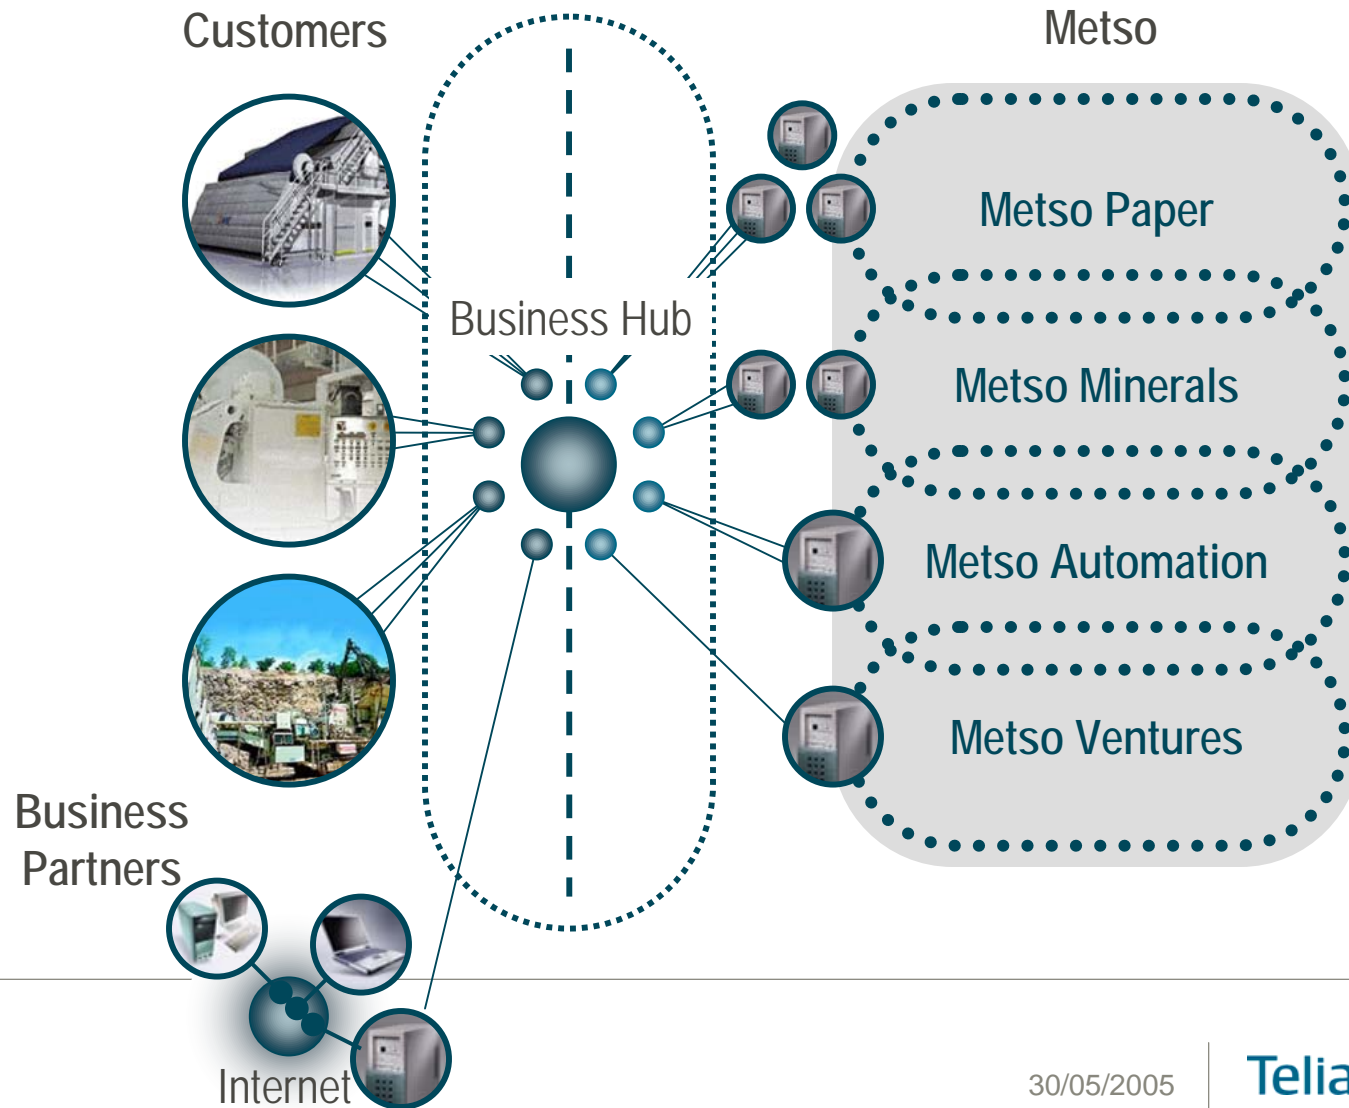 Customers
Metso
Business Hub
Metso Paper
Metso Minerals
Metso Automation
Metso Ventures
Business
Partners
Internet
30/05/2005
Telia